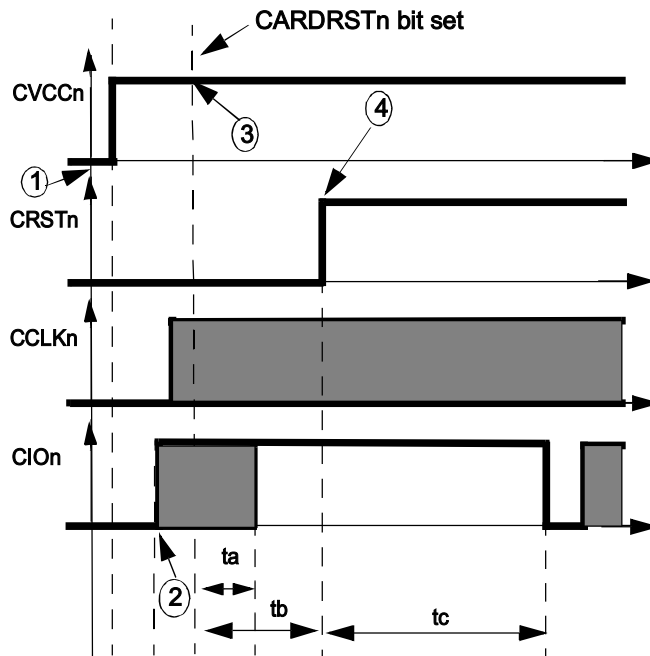 CARDRSTn bit set
CVCCn
3
4
1
CRSTn
CCLKn
CIOn
ta
2
tb
tc